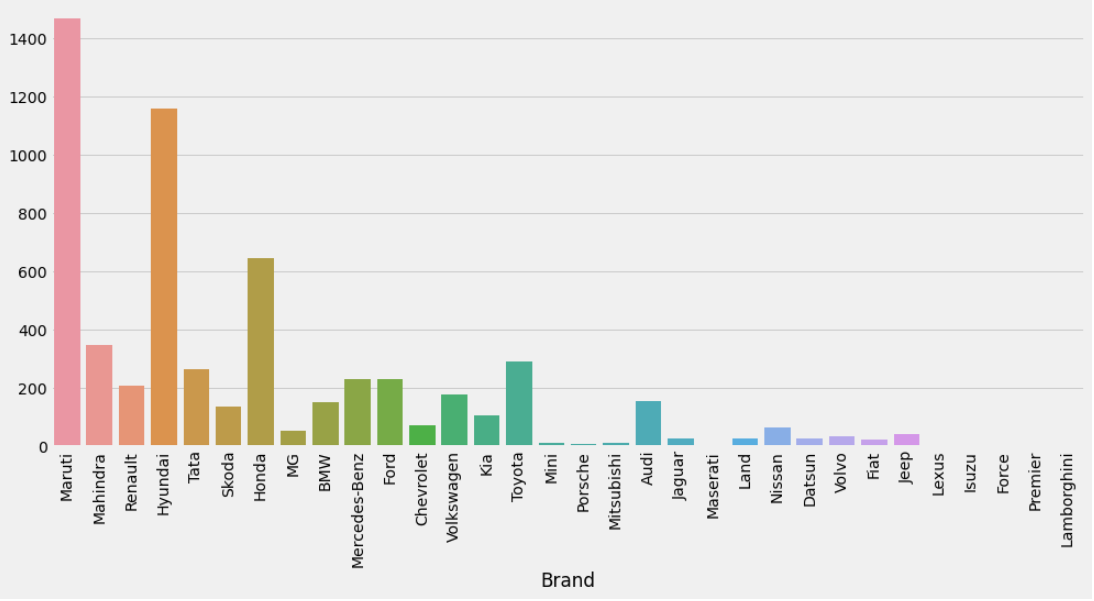 1400
1200
1000
800
600
400
200
0
Maruti
Mahindra
Renault
Hyundai
Tata
Skoda
Honda
MG
BMW
Mercedes-Benz
Ford
Chevrolet
Volkswagen
Kia
Toyota
Mini
Porsche
Mitsubishi
Audi
Jaguar
Maserati
Land
Nissan
Datsun
Volvo
Fiat
Jeep
Lexus
Isuzu
Force
Premier
Lamborghini
Brand